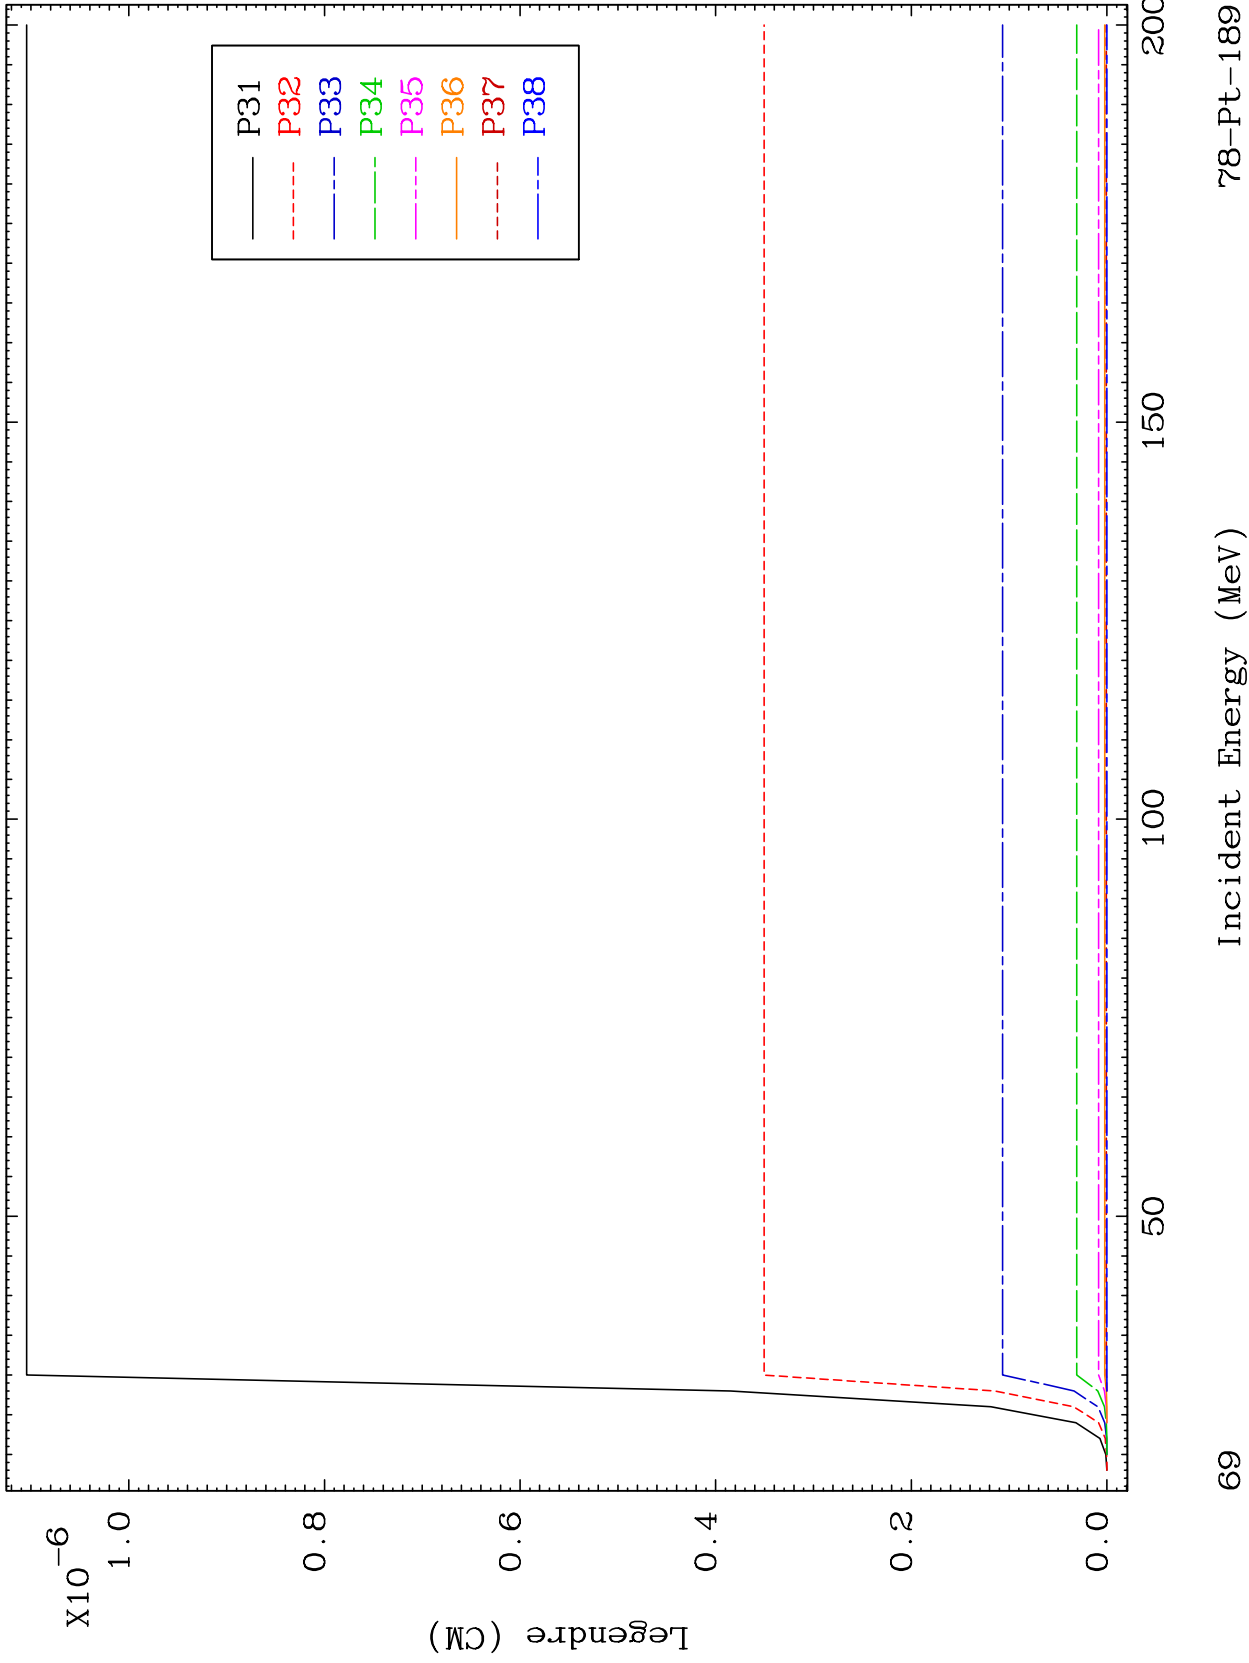 X10-6
1.0
0.8
0.6
0.4
0.2
0.0
Legendre (CM)
P31
P32
P33
P34
P35
P36
P37
P38
50
100
150
200
69
Incident Energy (MeV)
78-Pt-189